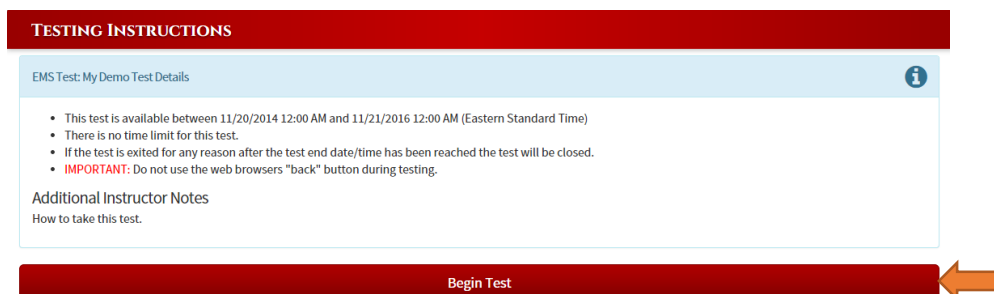 Testing Instructions
EMS Test: My Demo Test Details
This test is available between 11/20/2014 12:00 AM and 11/21/2016 12:00 AM (Eastern Standard Time)
There is no time limit for this test.
If the test is exited for any reason after the test end date/time has been reached the test will be closed.
IMPORTANT: Do not use the web browsers "back" button during testing.
Additional Instructor Notes
How to take this test.
Begin Test